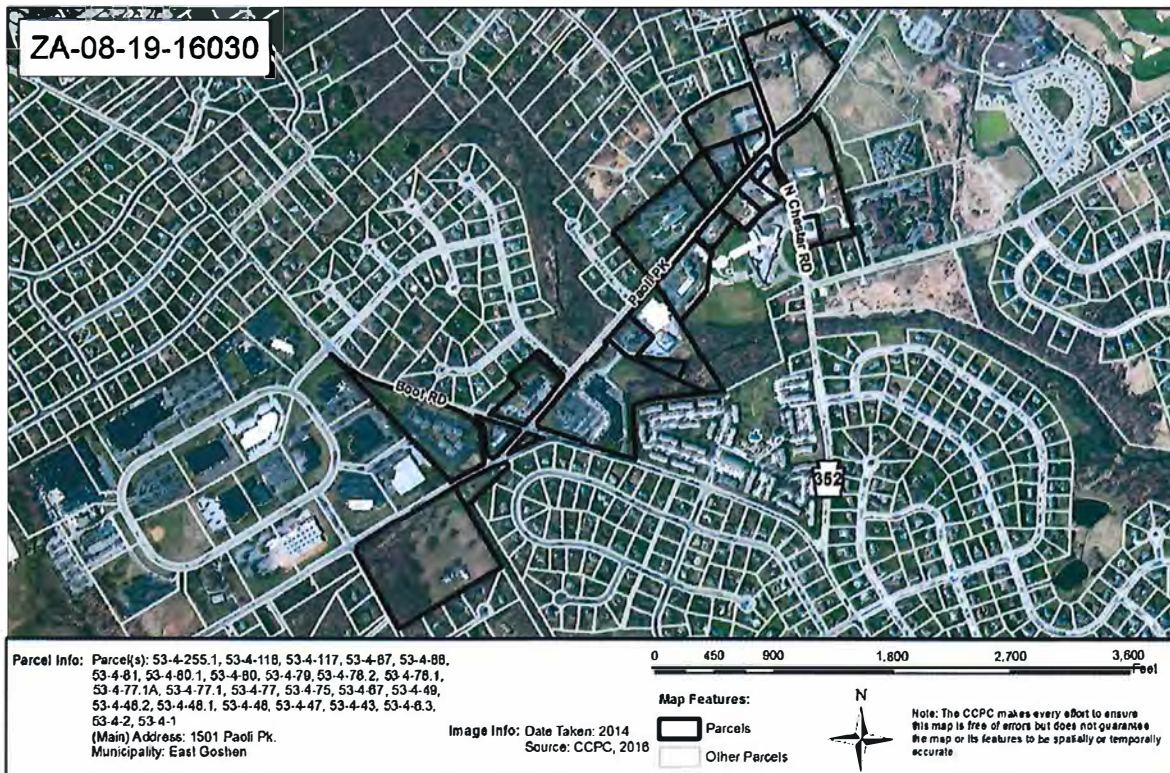 ZA-08-19-16030
N Chester RD
Paoli PK
Boot RD
352
Parcel Info: Parcel(s): 53-4-255.1, 53-4-118, 53-4-117, 53-4-87, 53-4-88,
53-4-81, 53-4-80.1, 53-4-80, 53-4-79, 53-4-78.2, 53-4-78.1,
53-4-77.1A, 53-4-77.1, 53-4-77, 53-4-75, 53-4-67, 53-4-49,
53-4-48.2, 53-4-48.1, 53-4-48, 53-4-47, 53-4-43, 53-4-6.3,
53-4-2, 53-4-1
(Main) Address: 1501 Paoli Pk.
Municipality: East Goshen
Image Info: Date Taken: 2014
Source: CCPC, 2016
0 450 900 1,800 2,700 3,600
Feet
Map Features:
Parcels
Other Parcels
N
Note: The CCPC makes every effort to ensure
this map is free of errors but does not guarantee
the map or its features to be spatially or temporally
accurate